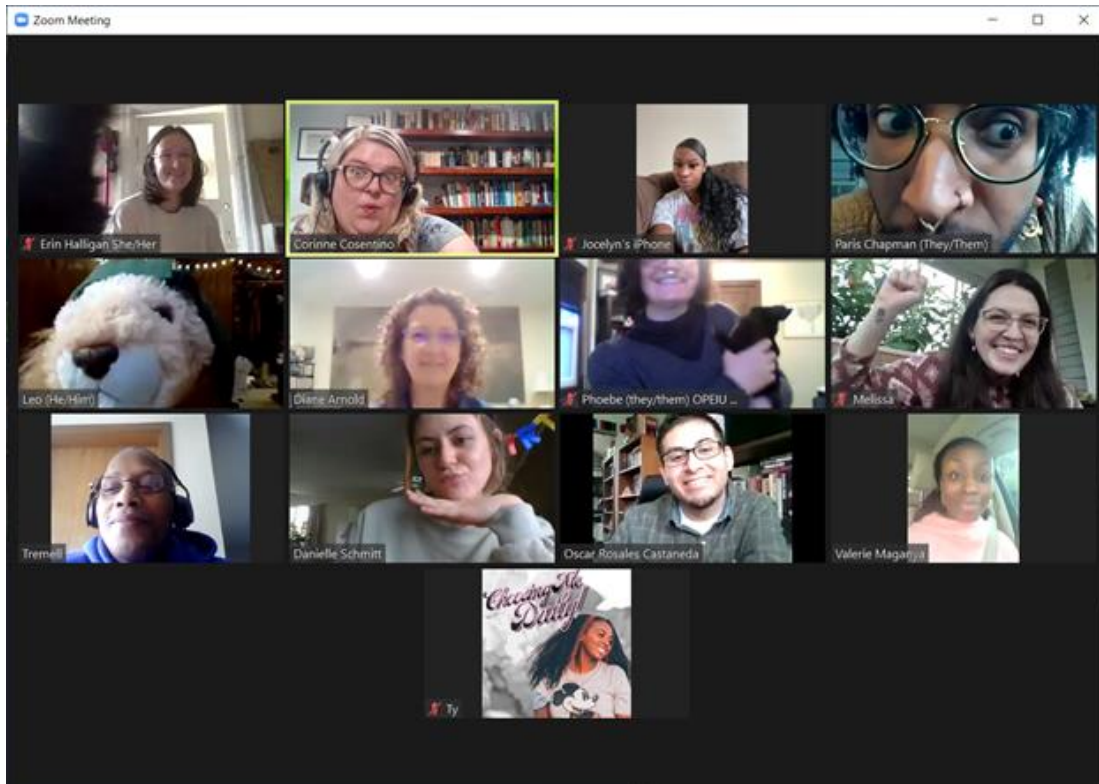 Zoom Meeting
Erin Halligan She/Her
Corinne Cosentino
Jocelyn's iPhone
Paris Chapman (They/Them)
Leo (He/Him)
Diane Arnold
Phoebe (they/them) OPEIU ...
Melissa
Tremell
Danielle Schmitt
Oscar Rosales Castaneda
Valerie Maganya
Choosing Me
Daily!
Ty